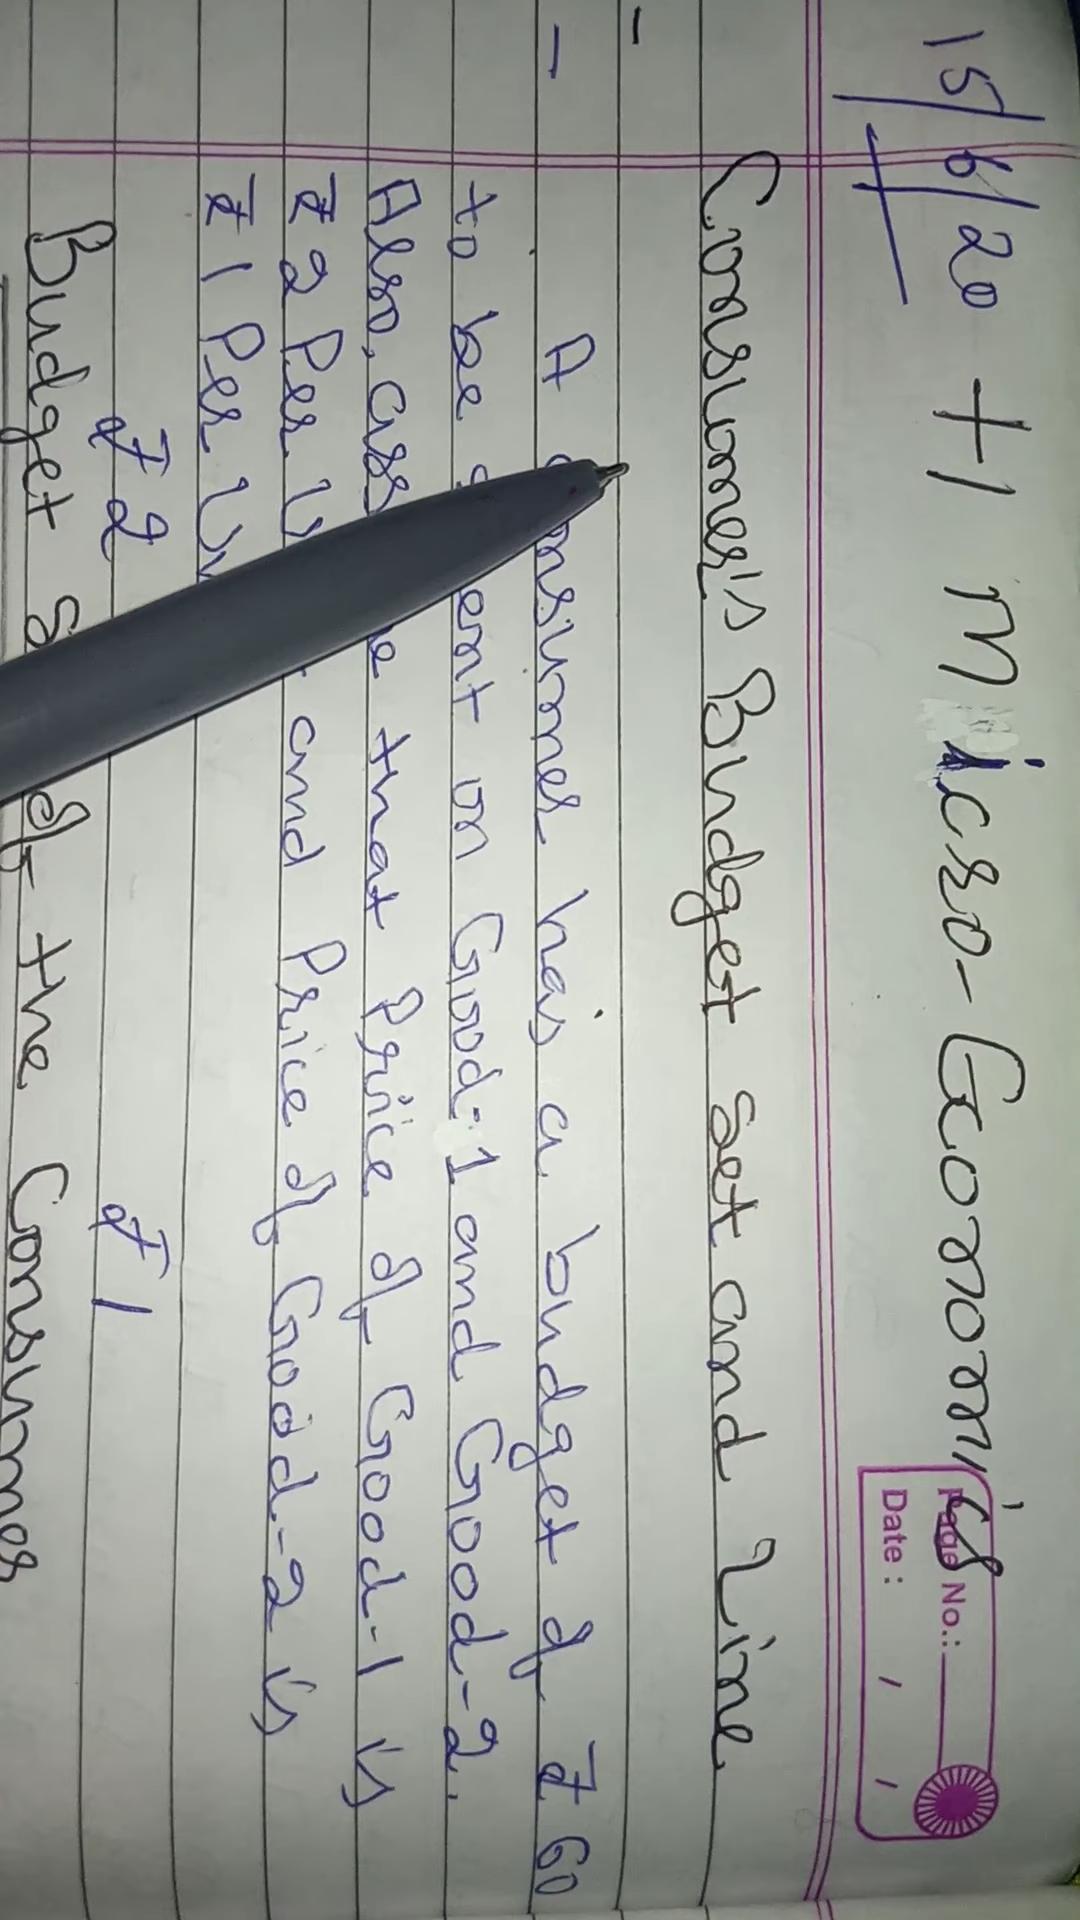 15/6/20 +1 Micro-Economics
Page No.:
Date : / /
Consumer's Budget Set and Line
A Consumer has a budget of ₹ 60
to be spent on Good-1 and Good-2.
Also, assume that Price of Good-1 is
₹ 2 Per Unit and Price of Good-2 is
₹ 1 Per
₹ 2 ₹ 1
Budget of the Consumer